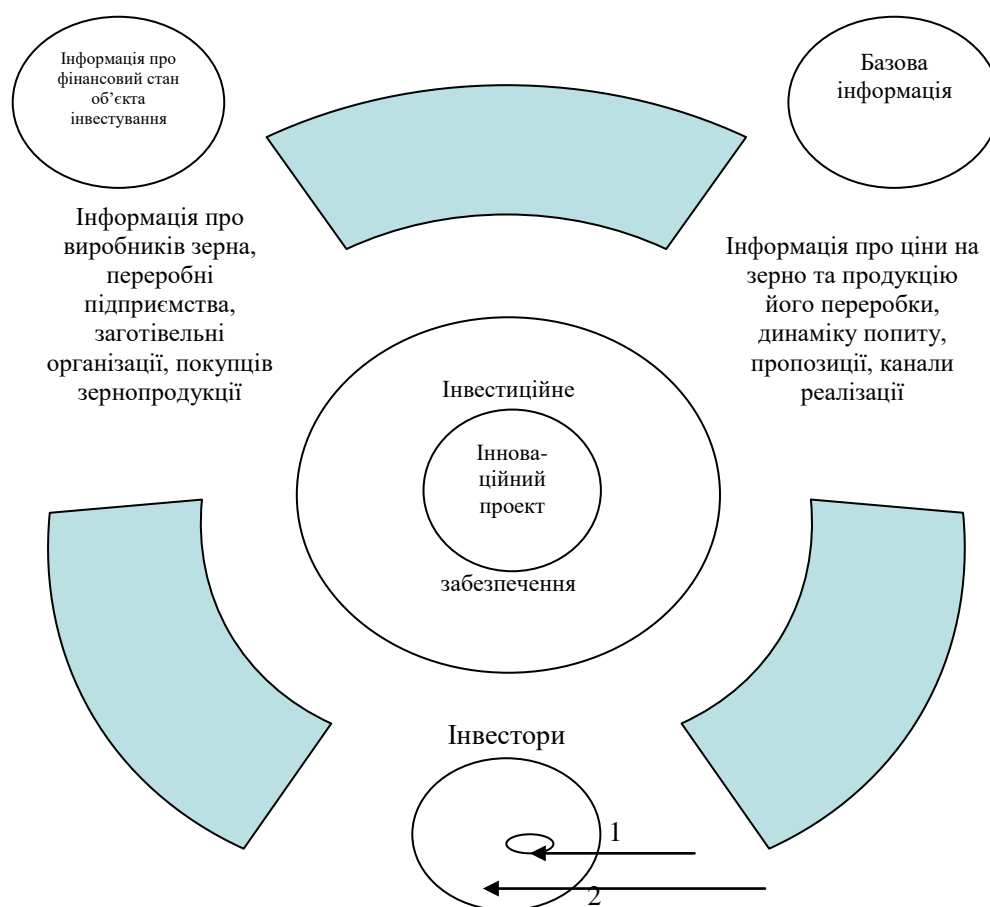 Інформація про
фінансовий стан
об’єкта
інвестування
Базова
інформація
Інформація про
виробників зерна,
переробні
підприємства,
заготівельні
організації, покупців
зернопродукції
Інформація про ціни на
зерно та продукцію
його переробки,
динаміку попиту,
пропозиції, канали
реалізації
Інвестиційне
Іннова-
ційний
проект
забезпечення
Інвестори
1
2